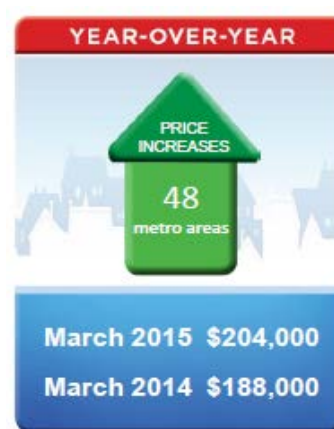 YEAR-OVER-YEAR
PRICE
INCREASES
48
metro areas
March 2015 $204,000
March 2014 $188,000